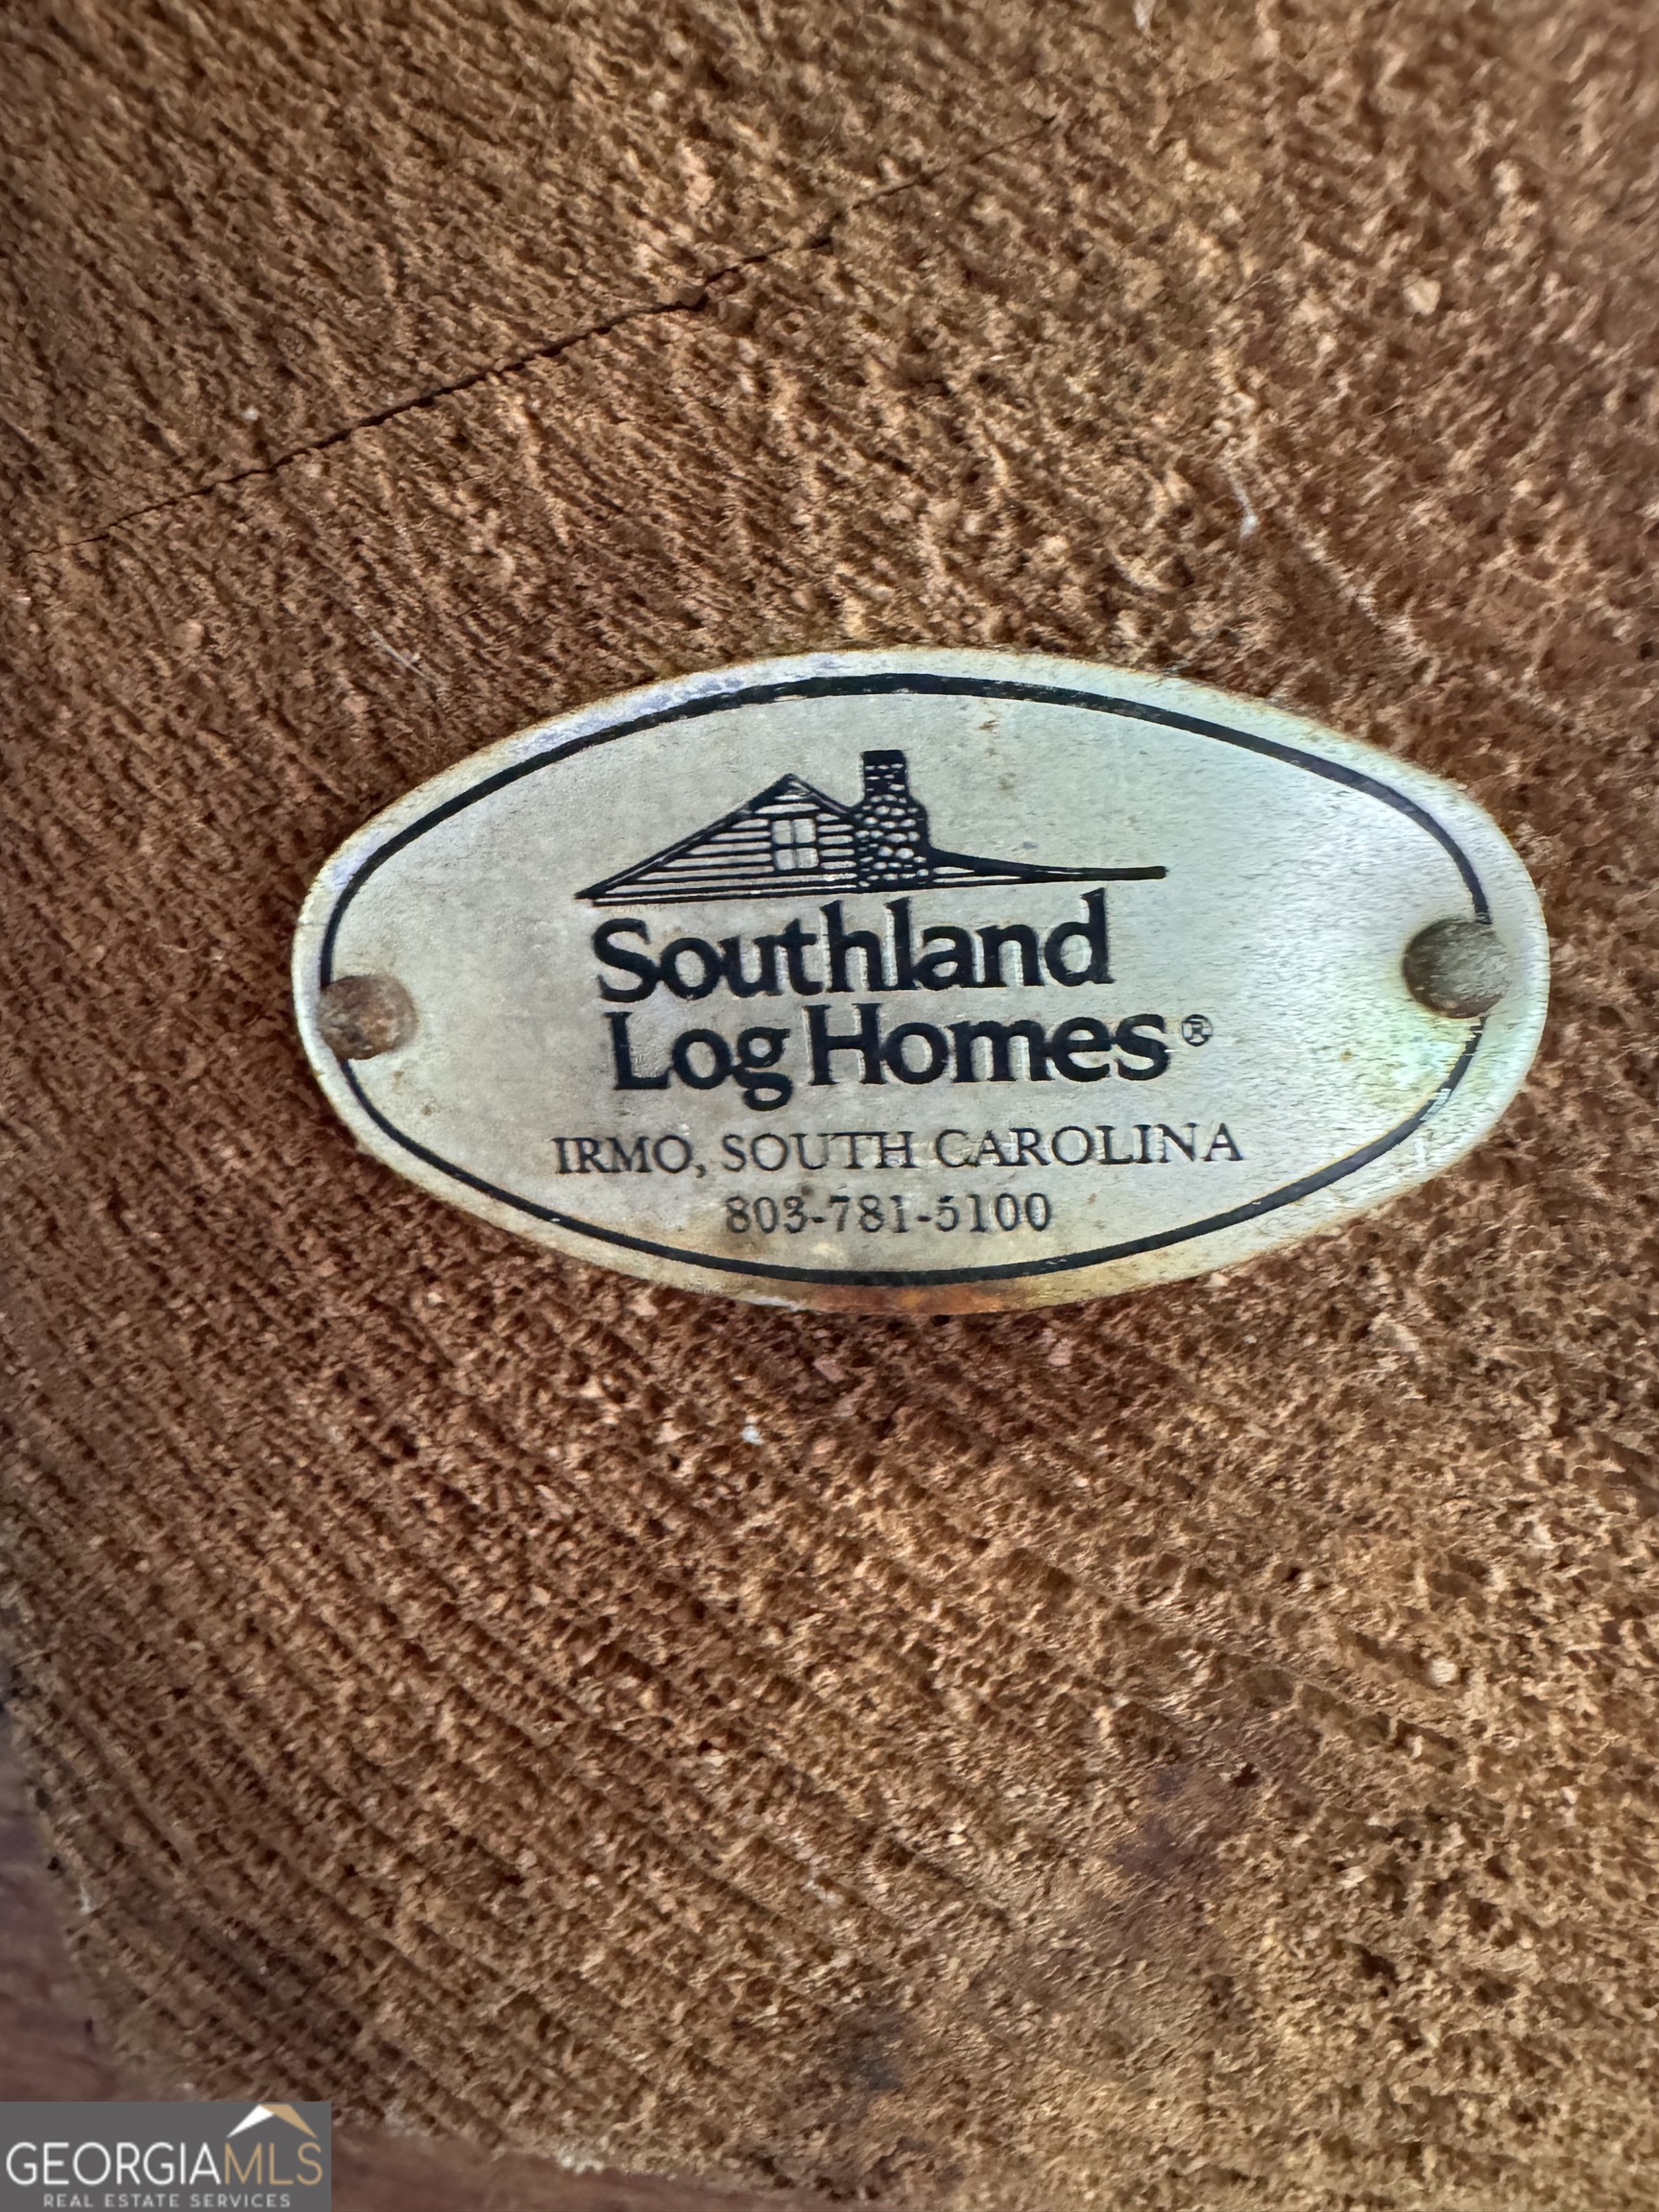 Southland
Log Homes®
IRMO, SOUTH CAROLINA
803-781-5100
GEORGIAMLS
REAL ESTATE SERVICES